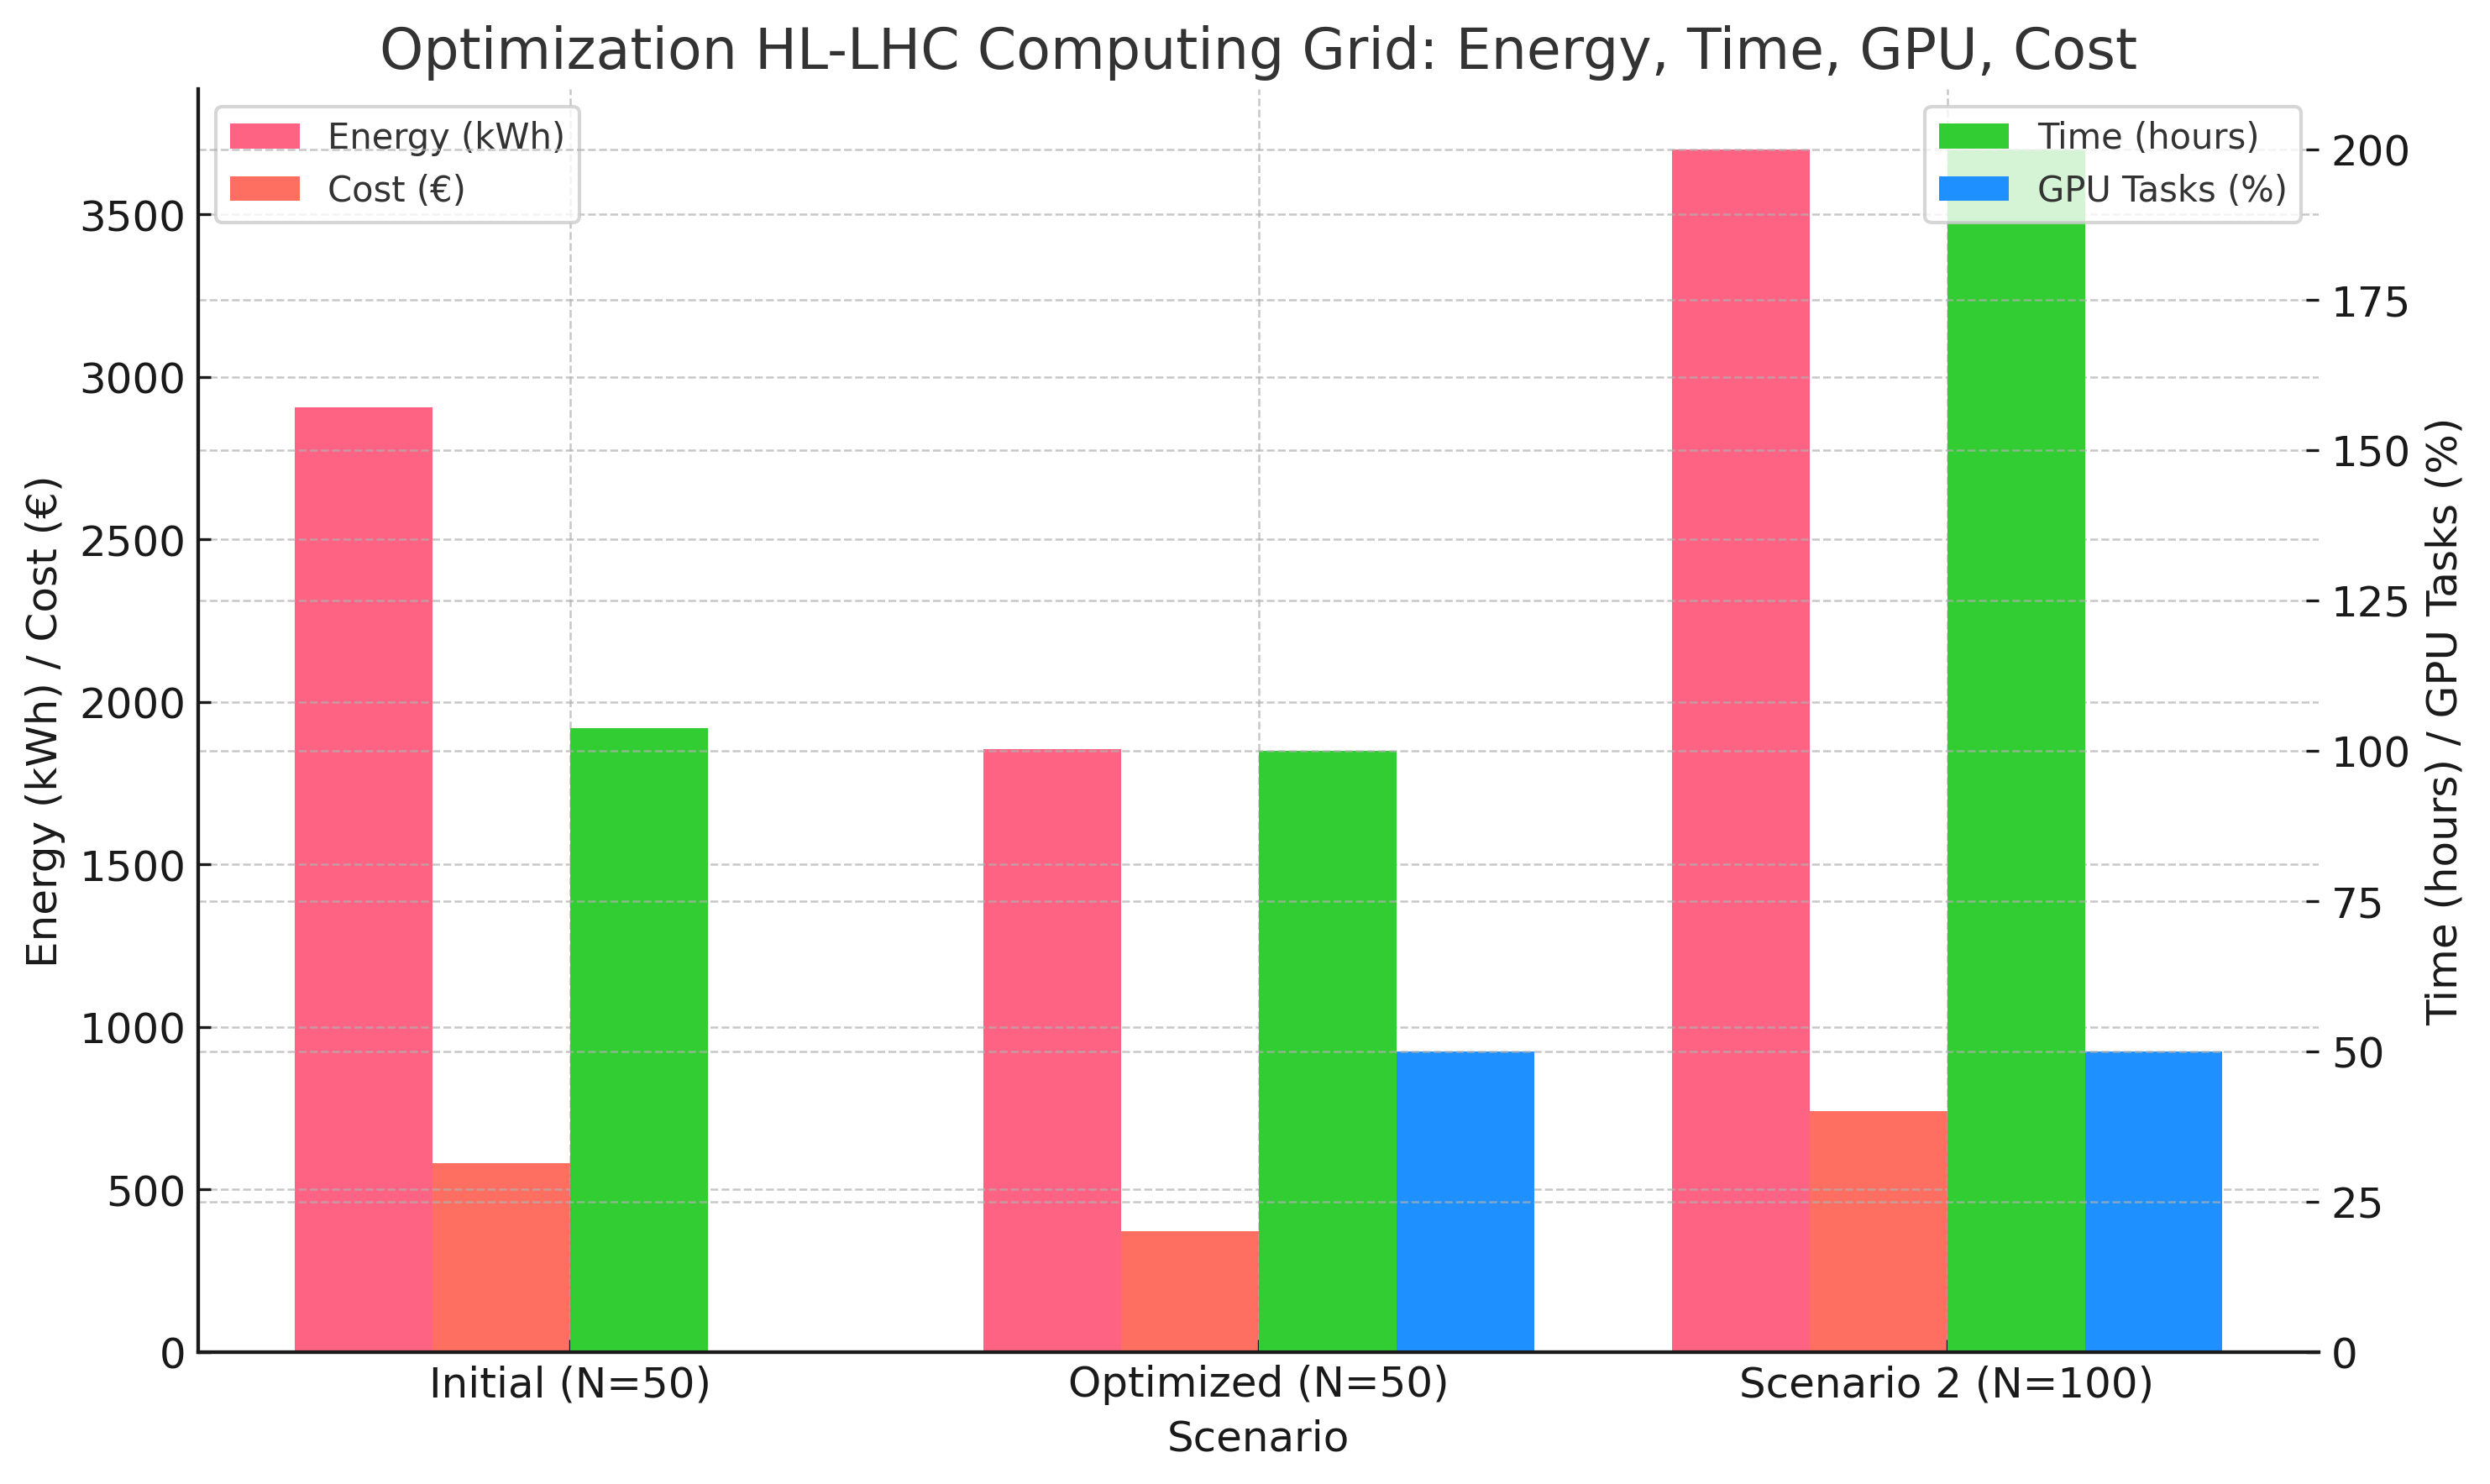 Optimization HL-LHC Computing Grid: Energy, Time, GPU, Cost
Energy (kWh)
Cost (€)
Time (hours)
GPU Tasks (%)
Energy (kWh) / Cost (€)
3500
3000
2500
2000
1500
1000
500
0
200
175
150
125
100
75
50
25
0
Time (hours) / GPU Tasks (%)
Initial (N=50)
Optimized (N=50)
Scenario 2 (N=100)
Scenario